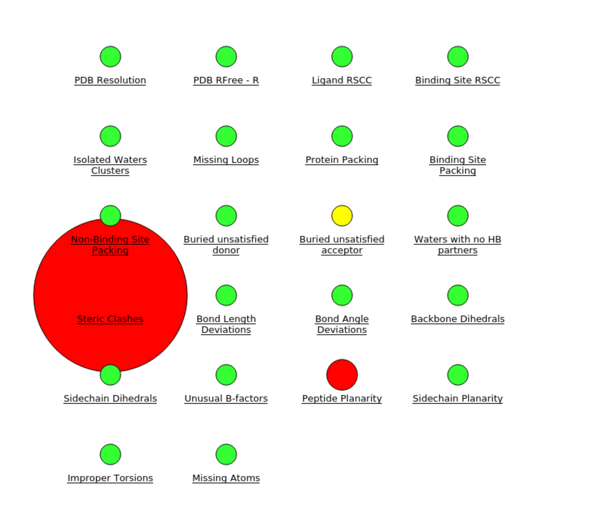 PDB Resolution
PDB RFree - R
Ligand RSCC
Binding Site RSCC
Isolated Waters
Clusters
Missing Loops
Protein Packing
Binding Site
Packing
Non-Binding Site
Packing
Buried unsatisfied
donor
Buried unsatisfied
acceptor
Waters with no HB
partners
Steric Clashes
Bond Length
Deviations
Bond Angle
Deviations
Backbone Dihedrals
Sidechain Dihedrals
Unusual B-factors
Peptide Planarity
Sidechain Planarity
Improper Torsions
Missing Atoms